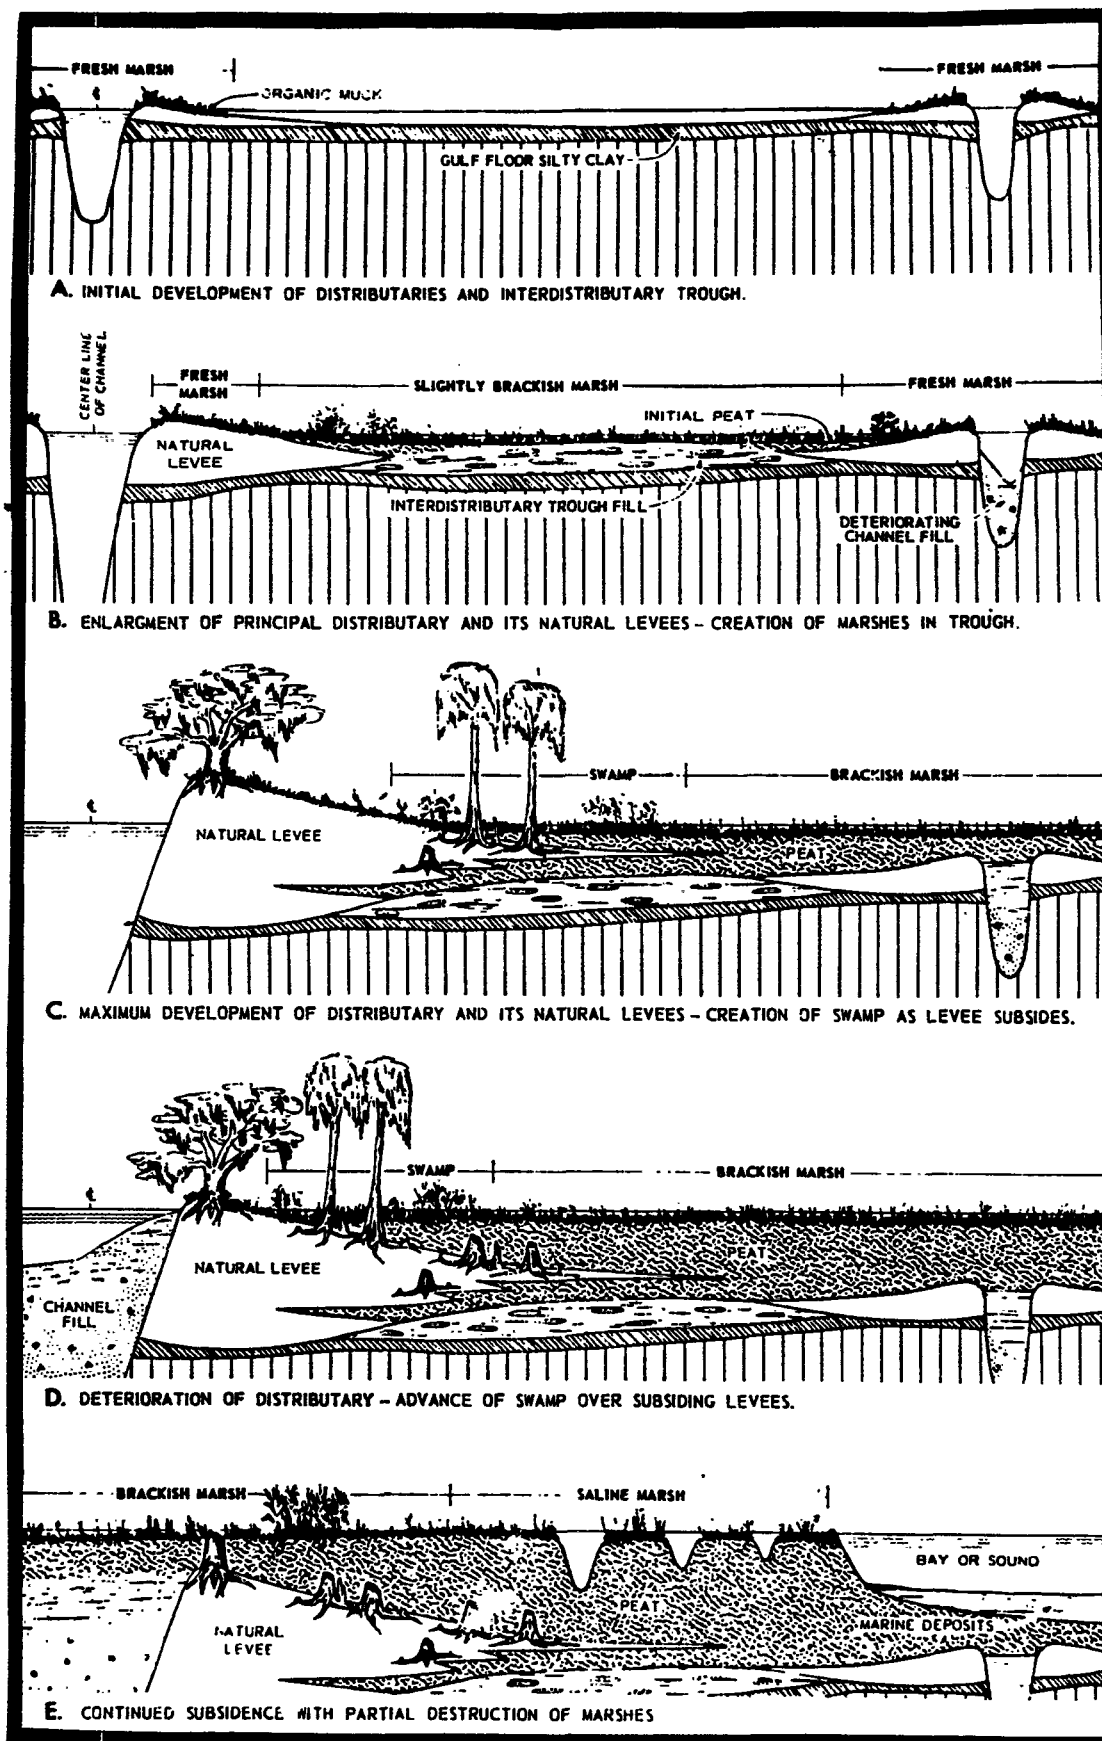 FRESH MARSH
FRESH MARSH
℄
ORGANIC MUCK
GULF FLOOR SILTY CLAY
A. INITIAL DEVELOPMENT OF DISTRIBUTARIES AND INTERDISTRIBUTARY TROUGH.
CENTER LINE
OF CHANNEL
FRESH
MARSH
SLIGHTLY BRACKISH MARSH
FRESH MARSH
INITIAL PEAT
NATURAL
LEVEE
INTERDISTRIBUTARY TROUGH FILL
DETERIORATING
CHANNEL FILL
B. ENLARGMENT OF PRINCIPAL DISTRIBUTARY AND ITS NATURAL LEVEES – CREATION OF MARSHES IN TROUGH.
SWAMP
BRACKISH MARSH
℄
NATURAL LEVEE
PEAT
C. MAXIMUM DEVELOPMENT OF DISTRIBUTARY AND ITS NATURAL LEVEES – CREATION OF SWAMP AS LEVEE SUBSIDES.
SWAMP
BRACKISH MARSH
℄
PEAT
NATURAL LEVEE
CHANNEL
FILL
D. DETERIORATION OF DISTRIBUTARY – ADVANCE OF SWAMP OVER SUBSIDING LEVEES.
BRACKISH MARSH
SALINE MARSH
BAY OR SOUND
PEAT
MARINE DEPOSITS
NATURAL
LEVEE
E. CONTINUED SUBSIDENCE WITH PARTIAL DESTRUCTION OF MARSHES